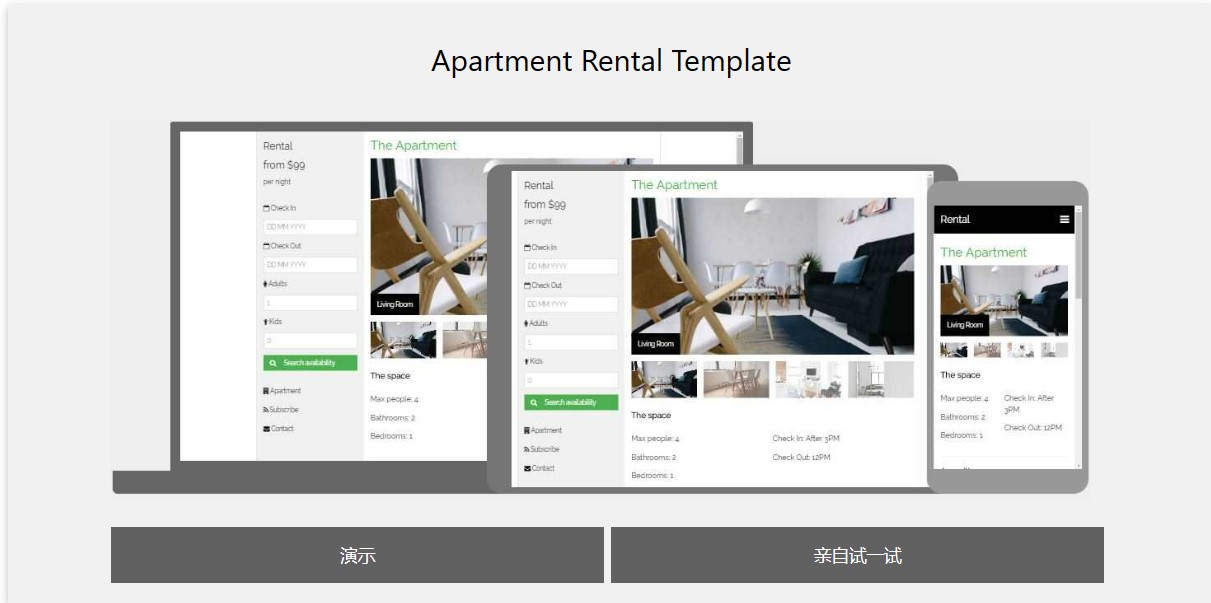 Apartment Rental Template
Rental
from $99
per night
Check In
DD MM YYYY
Check Out
DD MM YYYY
Adults
1
Kids
0
Search availability
Apartment
Subscribe
Contact
The Apartment
Living Room
The space
Max people: 4
Bathrooms: 2
Bedrooms: 1
Rental
from $99
per night
Check In
DD MM YYYY
Check Out
DD MM YYYY
Adults
1
Kids
0
Search availability
Apartment
Subscribe
Contact
The Apartment
Living Room
The space
Max people: 4
Check In: After 3PM
Bathrooms: 2
Check Out: 12PM
Bedrooms: 1
Rental
The Apartment
Living Room
The space
Max people: 4
Bathrooms: 2
Bedrooms: 1
Check In: After
3PM
Check Out: 12PM
演示
亲自试一试